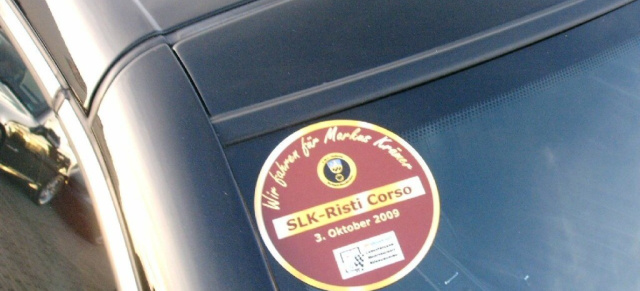 Wir fahren für Markus Krämer
SLK-Risti Corso
3. Oktober 2009